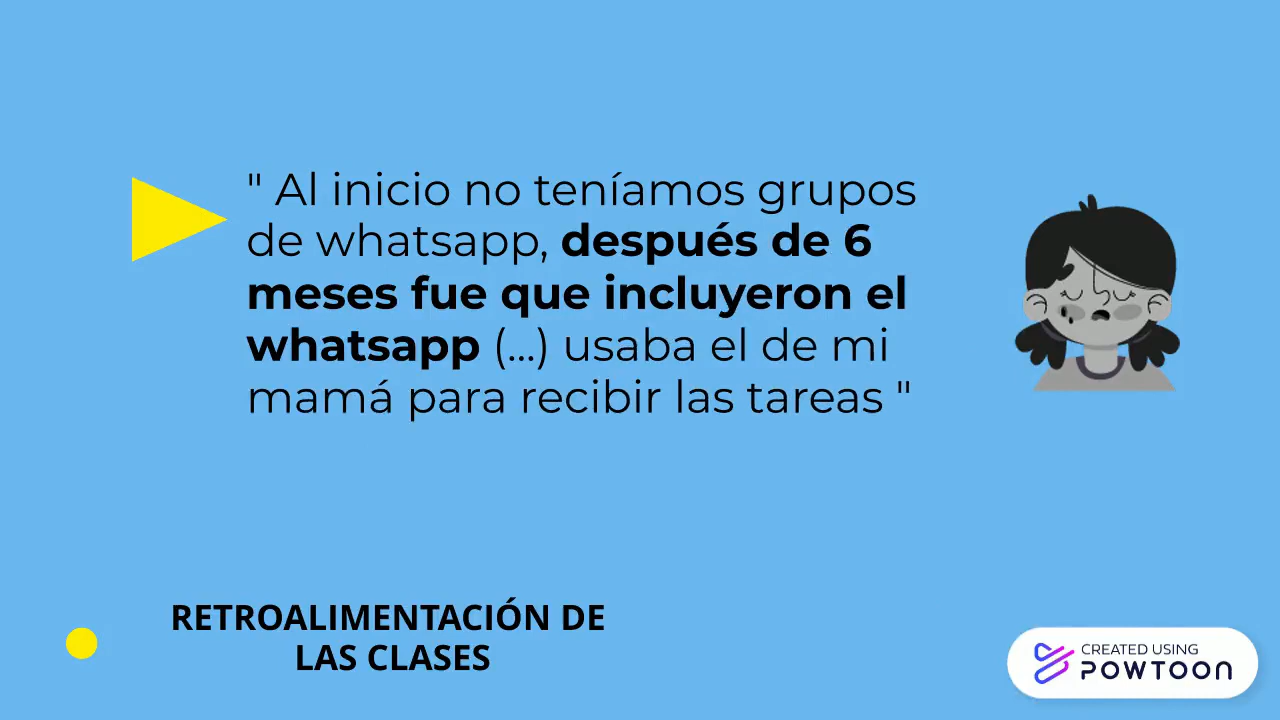 " Al inicio no teníamos grupos
de whatsapp, después de 6
meses fue que incluyeron el
whatsapp (...) usaba el de mi
mamá para recibir las tareas "
RETROALIMENTACIÓN DE
LAS CLASES
CREATED USING
POWTOON